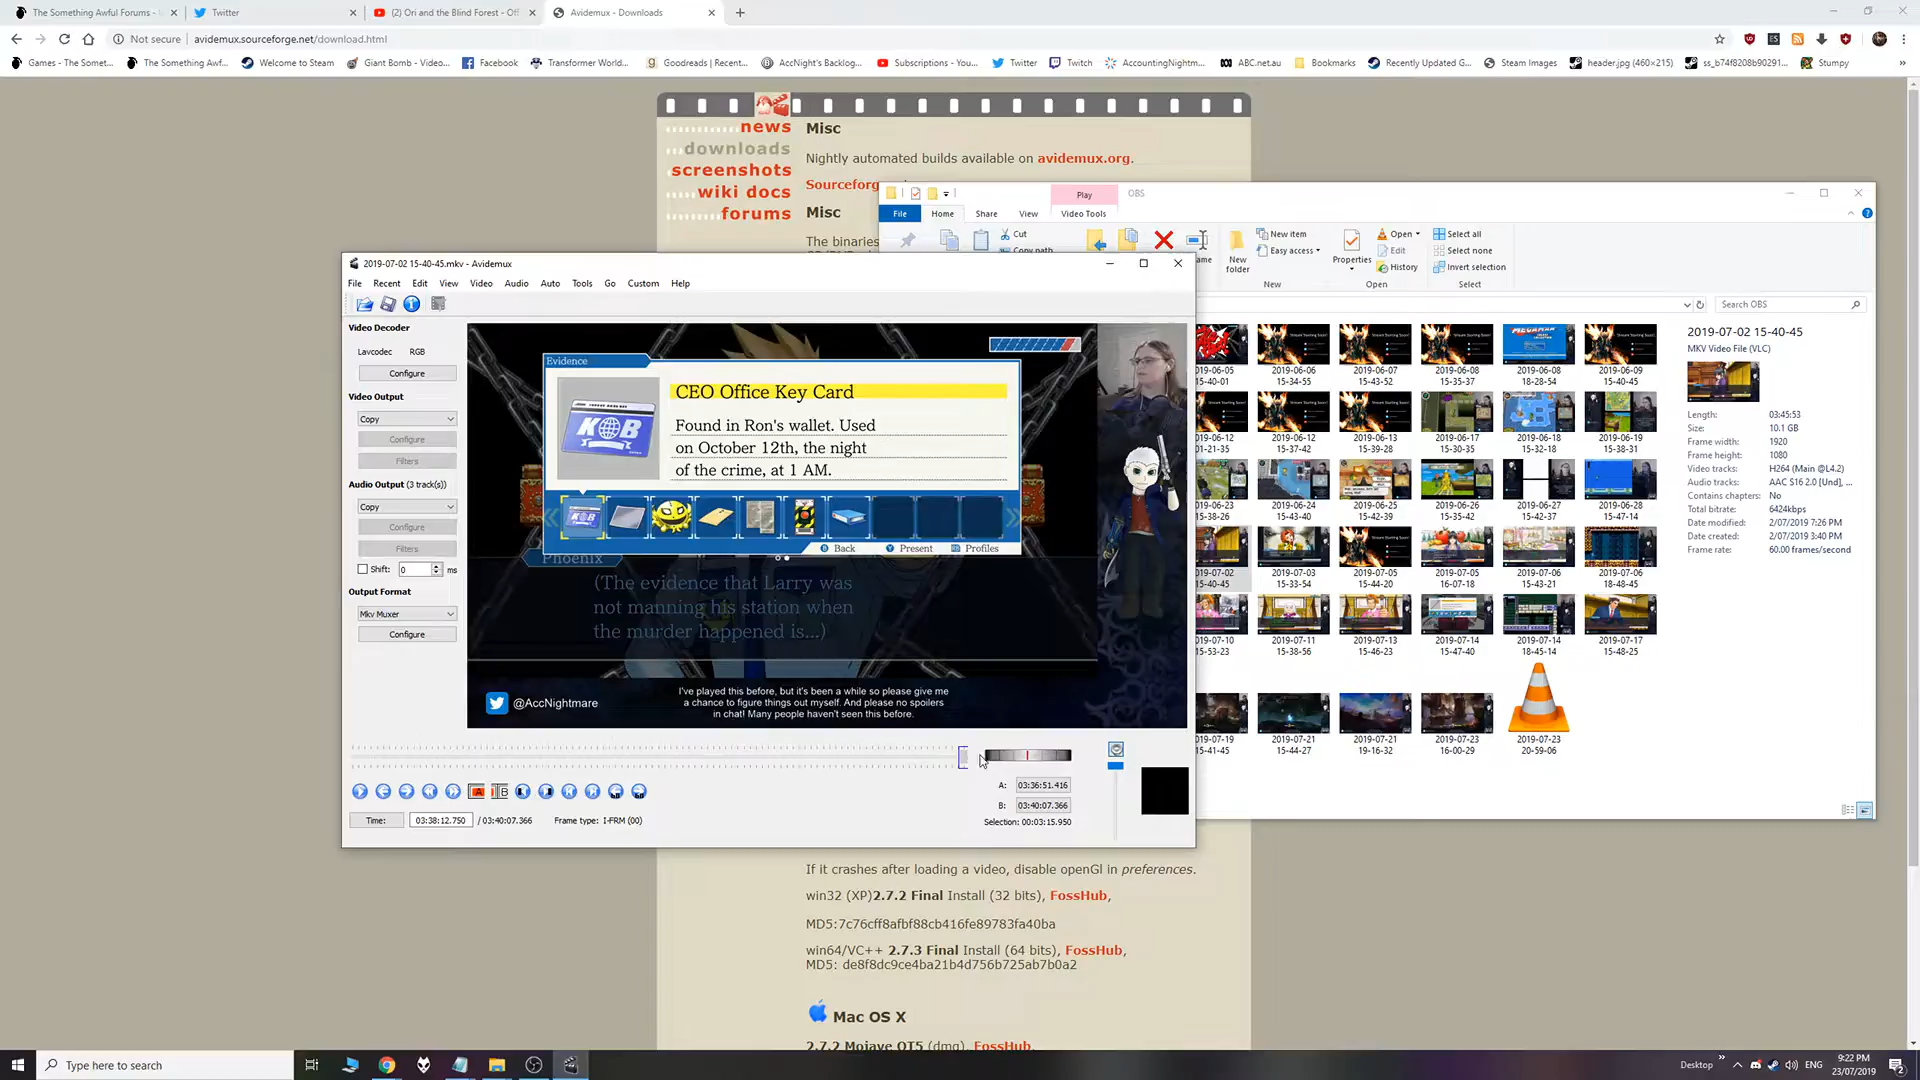 The Something Awful Forums -
Twitter
(2) Ori and the Blind Forest - Off
Avidemux - Downloads
Not secure
avidemux.sourceforge.net/download.html
Games - The Somet...
The Something Awf...
Welcome to Steam
Giant Bomb - Video...
Facebook
Transformer World...
Goodreads | Recent...
AccNight's Backlog...
Subscriptions - You...
Twitter
Twitch
AccountingNightm...
ABC.net.au
Bookmarks
Recently Updated G...
Steam Images
header.jpg (460×215)
ss_b74f8208b90291...
Stumpy
news
downloads
screenshots
wiki docs
forums
Misc
Nightly automated builds available on avidemux.org.
Misc
The binaries
Play
OBS
File
Home
Share
View
Video Tools
Cut
Copy path
New folder
New item
Easy access
New
Properties
Open
Edit
History
Open
Select all
Select none
Invert selection
Select
Search OBS
2019-06-05 15-40-01
2019-06-06 15-34-55
2019-06-07 15-43-52
2019-06-08 15-35-37
2019-06-08 18-28-54
2019-06-09 15-40-45
2019-06-12 15-37-42
2019-06-13 15-39-28
2019-06-17 15-30-35
2019-06-18 15-32-18
2019-06-19 15-38-31
2019-06-25 15-42-39
2019-06-26 15-35-42
2019-06-27 15-42-37
2019-06-28 15-47-14
15-40-45
2019-07-03 15-33-54
2019-07-05 15-44-20
2019-07-05 16-07-18
2019-07-06 15-43-21
2019-07-06 18-48-45
2019-07-11 15-38-56
2019-07-13 15-46-23
2019-07-14 15-47-40
2019-07-14 18-45-14
2019-07-17 15-48-25
2019-07-21 15-44-27
2019-07-21 19-16-32
2019-07-23 16-00-29
2019-07-23 20-59-06
2019-07-02 15-40-45
MKV Video File (VLC)
Length: 03:45:53
Size: 10.1 GB
Frame width: 1920
Frame height: 1080
Video tracks: H264 (Main @L4.2)
Audio tracks: AAC S16 2.0 [Und], ...
Contains chapters: No
Total bitrate: 6424kbps
Date modified: 2/07/2019 7:26 PM
Date created: 2/07/2019 3:40 PM
Frame rate: 60.00 frames/second
2019-07-02 15-40-45.mkv - Avidemux
File Recent Edit View Video Audio Auto Tools Go Custom Help
Video Decoder
Lavcodec RGB
Configure
Video Output
Copy
Configure
Filters
Audio Output (3 track(s))
Copy
Configure
Filters
Shift: 0 ms
Output Format
Mkv Muxer
Configure
Evidence
CEO Office Key Card
KB
Found in Ron's wallet. Used
on October 12th, the night
of the crime, at 1 AM.
Back
Present
Profiles
Phoenix
(The evidence that Larry was
not manning his station when
the murder happened is...)
@AccNightmare
I've played this before, but it's been a while so please give me
a chance to figure things out myself. And please no spoilers
in chat! Many people haven't seen this before.
A: 03:36:51.416
B: 03:40:07.366
Selection: 00:03:15.950
Time: 03:38:12.750 / 03:40:07.366 Frame type: I-FRM (00)
If it crashes after loading a video, disable openGl in preferences.
win32 (XP)2.7.2 Final Install (32 bits), FossHub,
MD5:7c76cff8afbf88cb416fe89783fa40ba
win64/VC++ 2.7.3 Final Install (64 bits), FossHub,
MD5: de8f8dc9ce4ba21b4d756b725ab7b0a2
Mac OS X
2.7.2 Mojave QT5 (dmg), FossHub,
Type here to search
Desktop
ENG
9:22 PM
23/07/2019